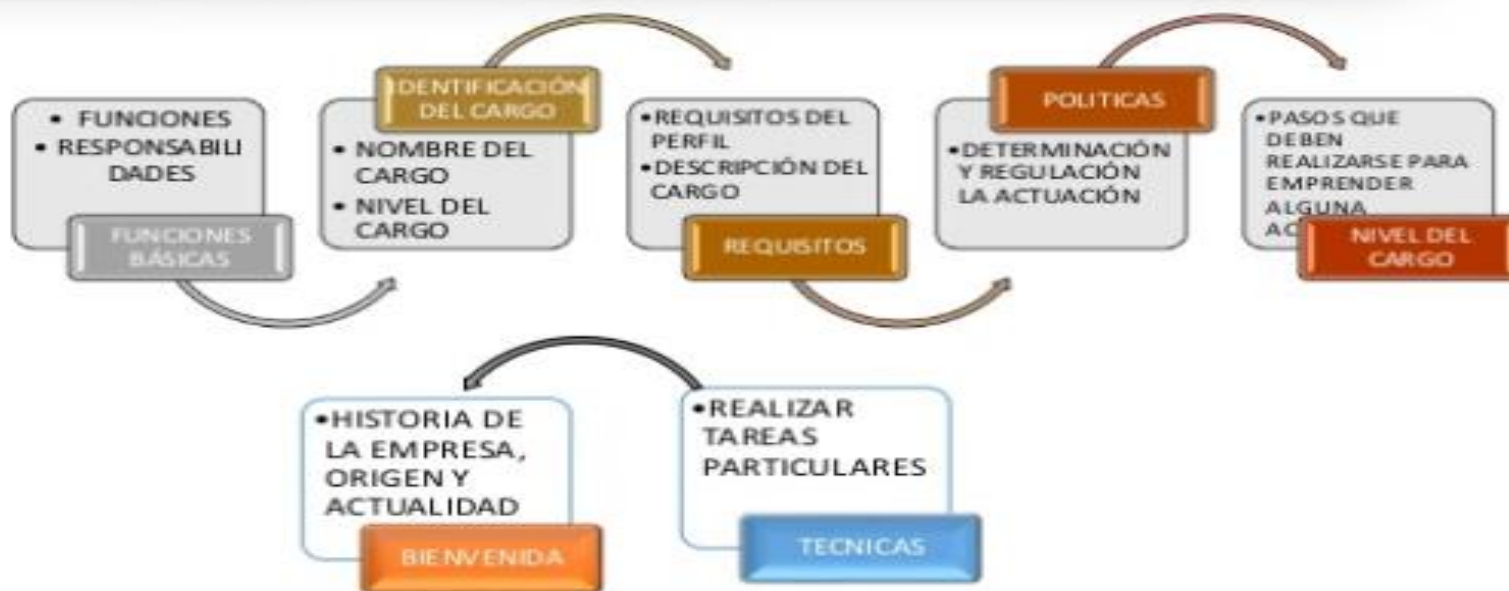 • FUNCIONES
• RESPONSABILI
DADES
FUNCIONES
BÁSICAS
IDENTIFICACIÓN
DEL CARGO
• NOMBRE DEL
CARGO
• NIVEL DEL
CARGO
•REQUISITOS DEL
PERFIL
•DESCRIPCIÓN DEL
CARGO
REQUISITOS
POLITICAS
•DETERMINACIÓN
Y REGULACIÓN
LA ACTUACIÓN
•PASOS QUE
DEBEN
REALIZARSE PARA
EMPRENDER
ALGUNA
NIVEL DEL
CARGO
•HISTORIA DE
LA EMPRESA,
ORIGEN Y
ACTUALIDAD
BIENVENIDA
•REALIZAR
TAREAS
PARTICULARES
TECNICAS